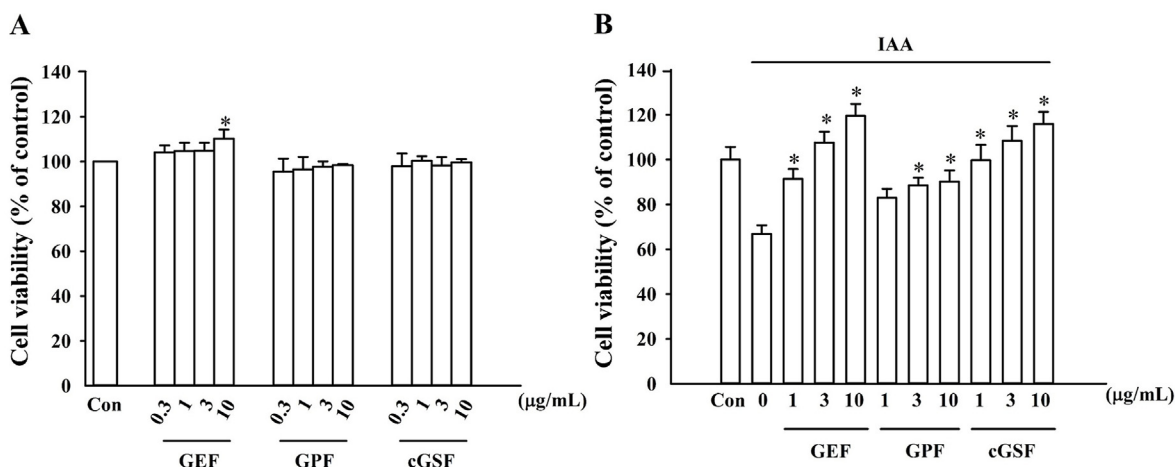 A
Cell viability (% of control)
140
120
100
80
60
40
20
0
*
Con
0.3 1 3 10 0.3 1 3 10 0.3 1 3 10 (μg/mL)
GEF GPF cGSF
B
IAA
Cell viability (% of control)
140
120
100
80
60
40
20
0
* * * * * * * *
Con 0 1 3 10 1 3 10 1 3 10 (μg/mL)
GEF GPF cGSF